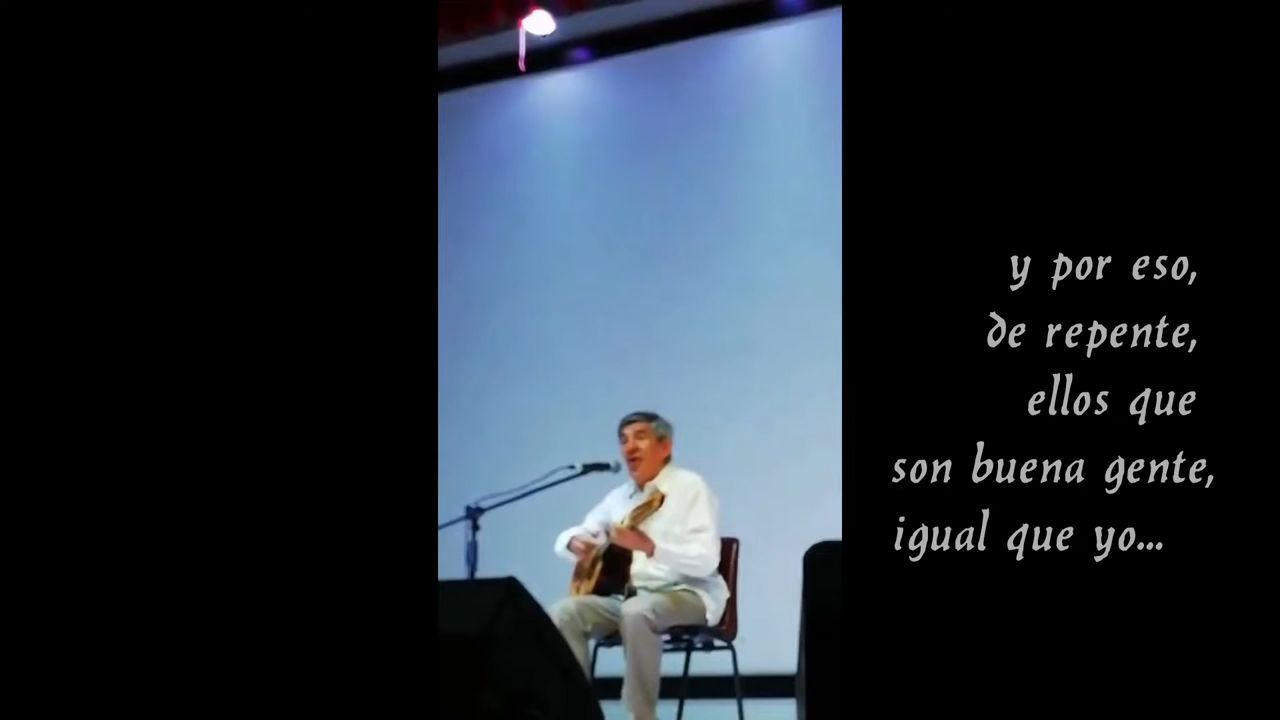 y por eso,
de repente,
ellos que
son buena gente,
igual que yo...